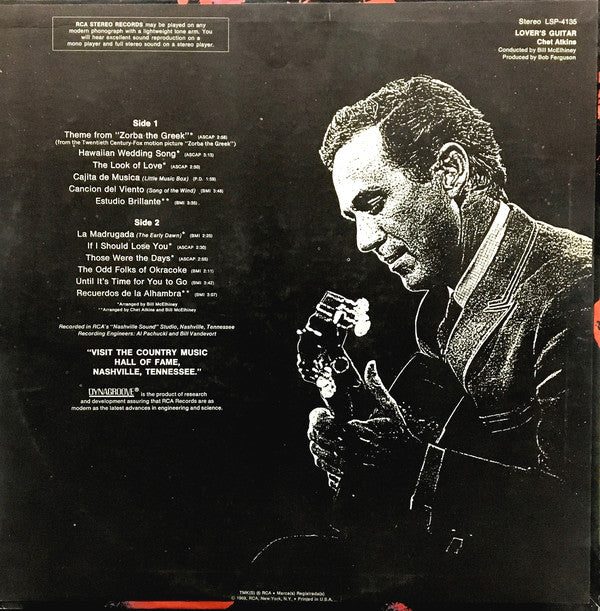 RCA STEREO RECORDS may be played on any
modern phonograph with a lightweight tone arm. You
will hear excellent sound reproduction on a
mono player and full stereo sound on a stereo player.
Stereo LSP-4135
LOVER'S GUITAR
Chet Atkins
Conducted by Bill McElhiney
Produced by Bob Ferguson
Side 1
Theme from "Zorba the Greek"* (ASCAP 2:58)
(from the Twentieth Century-Fox motion picture "Zorba the Greek")
Hawaiian Wedding Song* (ASCAP 3:13)
The Look of Love* (ASCAP 2:50)
Cajita de Musica (Little Music Box) (P.D. 1:59)
Cancion del Viento (Song of the Wind) (BMI 3:48)
Estudio Brillante** (BMI 3:35)
Side 2
La Madrugada (The Early Dawn)* (BMI 2:25)
If I Should Lose You* (ASCAP 2:30)
Those Were the Days* (ASCAP 2:55)
The Odd Folks of Okracoke (BMI 2:11)
Until It's Time for You to Go (BMI 3:42)
Recuerdos de la Alhambra** (BMI 3:07)
*Arranged by Bill McElhiney
**Arranged by Chet Atkins and Bill McElhiney
Recorded in RCA's "Nashville Sound" Studio, Nashville, Tennessee
Recording Engineers: Al Pachucki and Bill Vandevort
"VISIT THE COUNTRY MUSIC
HALL OF FAME,
NASHVILLE, TENNESSEE."
DYNAGROOVE® is the product of research
and development assuring that RCA Records are as
modern as the latest advances in engineering and science.
TMK(S) ® RCA • Marca(s) Registrada(s)
© 1969, RCA, New York, N.Y. • Printed in U.S.A.